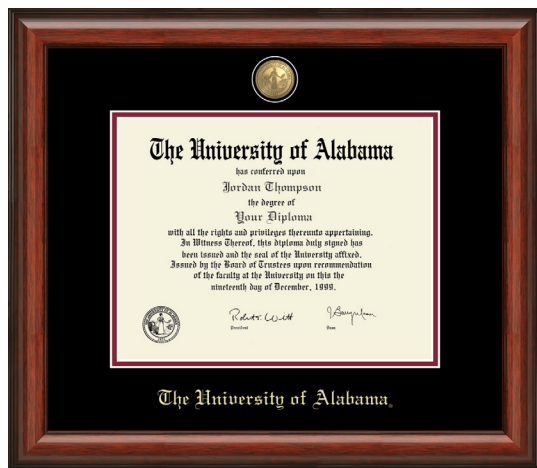 The University of Alabama
has conferred upon
Jordan Thompson
the degree of
Your Diploma
with all the rights and privileges thereunto appertaining.
In Witness Thereof, this diploma duly signed has
been issued and the seal of the University affixed.
Issued by the Board of Trustees upon recommendation
of the faculty at the University on this the
nineteenth day of December, 1999.
Robert E. Witt
President
Dean
The University of Alabama®